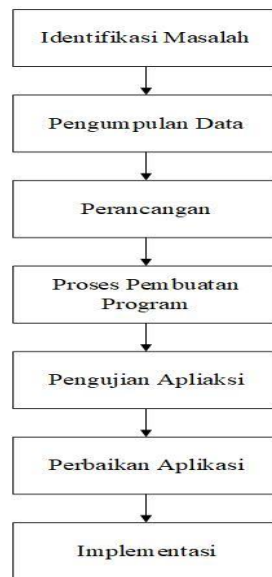 Identifikasi Masalah
Pengumpulan Data
Perancangan
Proses Pembuatan
Program
Pengujian Apliaksi
Perbaikan Aplikasi
Implementasi